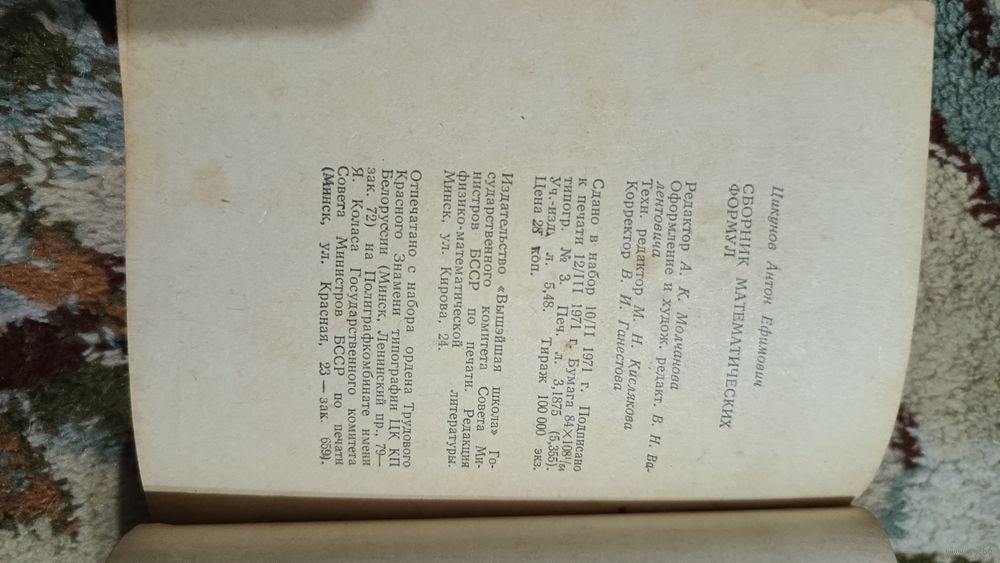 Цикунов Антон Ефимович
СБОРНИК МАТЕМАТИЧЕСКИХ
ФОРМУЛ
Редактор А. К. Молчанова
Оформление и худож. редакт. В. Н. Ва-
лентовича
Техн. редактор М. Н. Кислякова
Корректор В. И. Ганестова
Сдано в набор 10/II 1971 г. Подписано
к печати 12/III 1971 г. Бумага 84×108¹/₆₄
типогр. № 3. Печ. л. 3,1875 (5,355).
Уч.-изд. л. 5,48. Тираж 100 000 экз.
Цена 28 коп.
Издательство «Вышэйшая школа» Го-
сударственного комитета Совета Ми-
нистров БССР по печати. Редакция
физико-математической литературы.
Минск, ул. Кирова, 24.
Отпечатано с набора ордена Трудового
Красного Знамени типографии ЦК КП
Белоруссии (Минск, Ленинский пр. 79—
зак. 72) на Полиграфкомбинате имени
Я. Коласа Государственного комитета
Совета Министров БССР по печати
(Минск, ул. Красная, 23 — зак. 659).